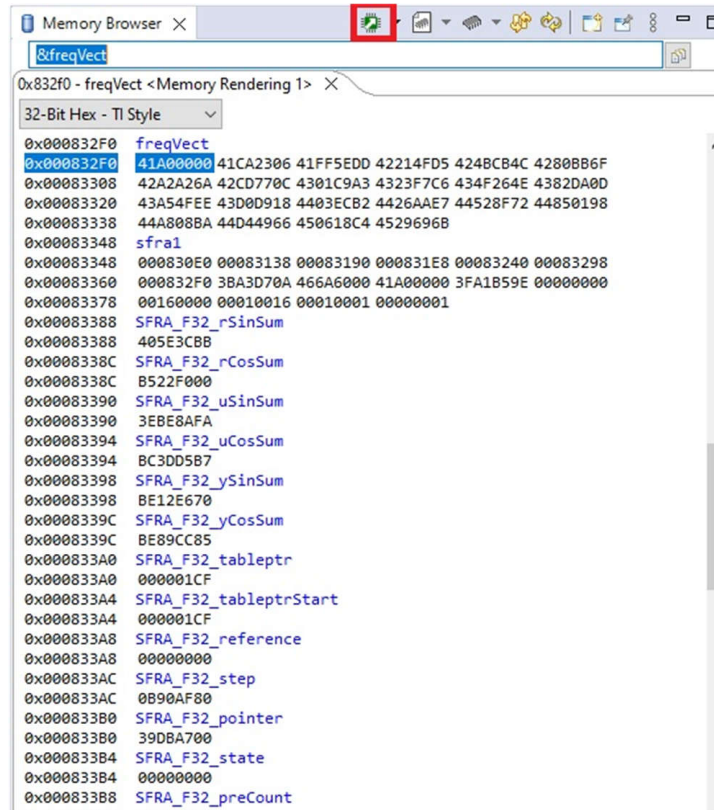 Memory Browser
&freqVect
0x832f0 - freqVect <Memory Rendering 1>
32-Bit Hex - TI Style
0x000832F0 freqVect
0x000832F0 41A00000 41CA2306 41FF5EDD 42214FD5 424BCB4C 4280BB6F
0x00083308 42A2A26A 42CD770C 4301C9A3 4323F7C6 434F264E 4382DA0D
0x00083320 43A54FEE 43D0D918 4403ECB2 4426AAE7 44528F72 44850198
0x00083338 44A808BA 44D44966 450618C4 4529696B
0x00083348 sfra1
0x00083348 000830E0 00083138 00083190 000831E8 00083240 00083298
0x00083360 000832F0 3BA3D70A 466A6000 41A00000 3FA1B59E 00000000
0x00083378 00160000 00010016 00010001 00000001
0x00083388 SFRA_F32_rSinSum
0x00083388 405E3CBB
0x0008338C SFRA_F32_rCosSum
0x0008338C B522F000
0x00083390 SFRA_F32_uSinSum
0x00083390 3EBE8AFA
0x00083394 SFRA_F32_uCosSum
0x00083394 BC3DD5B7
0x00083398 SFRA_F32_ySinSum
0x00083398 BE12E670
0x0008339C SFRA_F32_yCosSum
0x0008339C BE89CC85
0x000833A0 SFRA_F32_tableptr
0x000833A0 000001CF
0x000833A4 SFRA_F32_tableptrStart
0x000833A4 000001CF
0x000833A8 SFRA_F32_reference
0x000833A8 00000000
0x000833AC SFRA_F32_step
0x000833AC 0B90AF80
0x000833B0 SFRA_F32_pointer
0x000833B0 39DBA700
0x000833B4 SFRA_F32_state
0x000833B4 00000000
0x000833B8 SFRA_F32_preCount